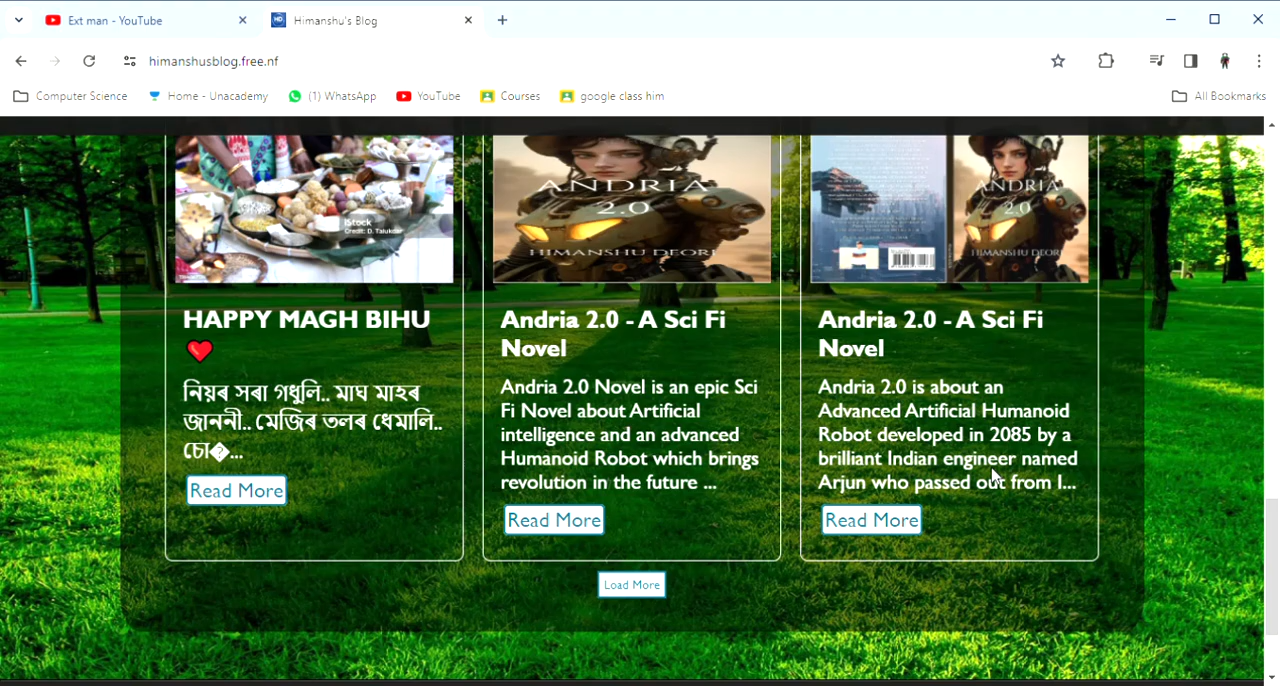 Ext man - YouTube
Himanshu's Blog
himanshusblog.free.nf
Computer Science
Home - Unacademy
(1) WhatsApp
YouTube
Courses
google class him
All Bookmarks
iStock
Credit: D. Talukdar
ANDRIA
2.0
HIMANSHU DEORI
ANDRIA
2.0
HIMANSHU DEORI
HAPPY MAGH BIHU
❤️
নিয়ৰ সৰা গধুলি.. মাঘ মাহৰ
জাননী.. মেজিৰ তলৰ ধেমালি..
চো�...
Read More
Andria 2.0 - A Sci Fi
Novel
Andria 2.0 Novel is an epic Sci
Fi Novel about Artificial
intelligence and an advanced
Humanoid Robot which brings
revolution in the future ...
Read More
Andria 2.0 - A Sci Fi
Novel
Andria 2.0 is about an
Advanced Artificial Humanoid
Robot developed in 2085 by a
brilliant Indian engineer named
Arjun who passed out from I...
Read More
Load More